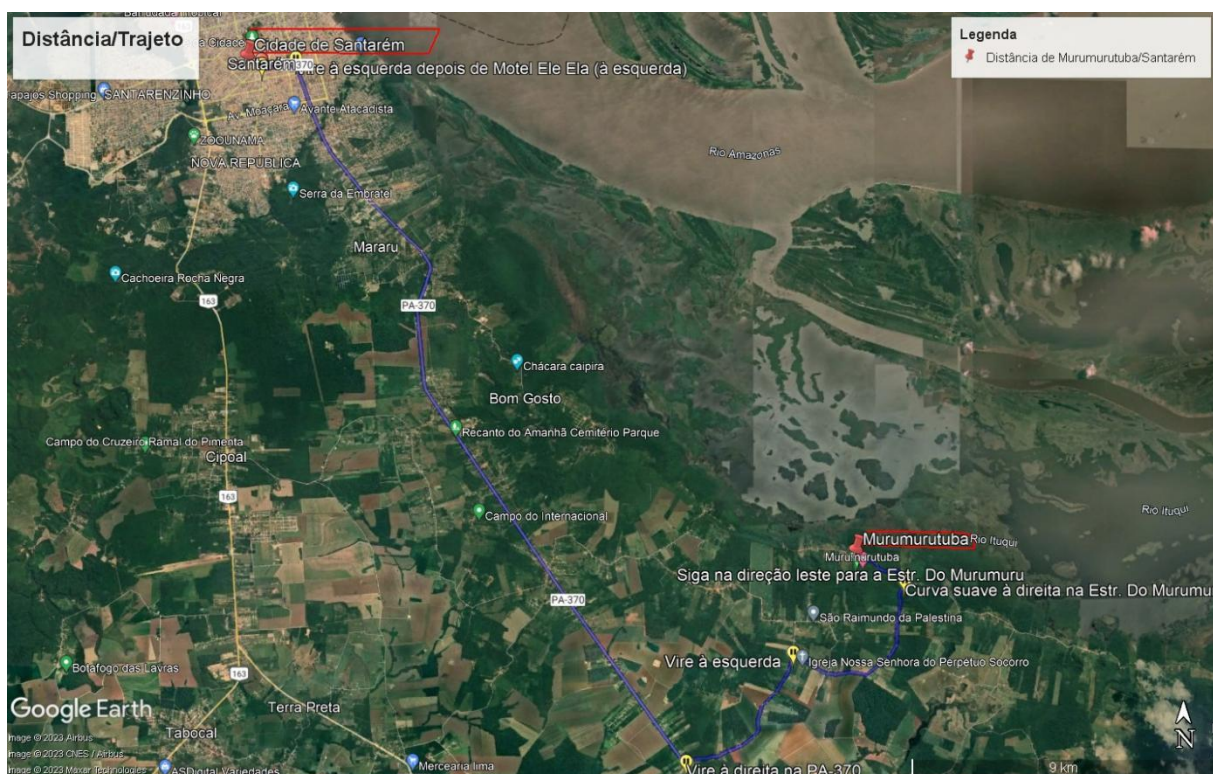 Distância/Trajeto
Legenda
Distância de Murumurutuba/Santarém
Cidade de Santarém
Santarém
370
Vire à esquerda depois de Motel Ele Ela (à esquerda)
SANTARENZINHO
Av. Moaçara
Avante Atacadista
ZOOUNAMA
NOVA REPUBLICA
Serra da Embratel
Rio Amazonas
Mararu
Cachoeira Rocha Negra
163
PA-370
Chácara caipira
Bom Gosto
Recanto do Amanhã Cemitério Parque
Campo do Cruzeiro Ramal do Pimenta
Cipoal
163
Campo do Internacional
Rio Ituqui
Murumurutuba
Rio Ituqui
Murumurutuba
Siga na direção leste para a Estr. Do Murumuru
Curva suave à direita na Estr. Do Murumu
PA-370
São Raimundo da Palestina
Vire à esquerda
Igreja Nossa Senhora do Perpétuo Socorro
Botafogo das Lavras
163
Terra Preta
Google Earth
Tabocal
Image © 2023 Airbus
Image © 2023 CNES / Airbus
Image © 2023 Maxar Technologies
ASDigital Variedades
Mercearia lima
Vire à direita na PA-370
N
9 km